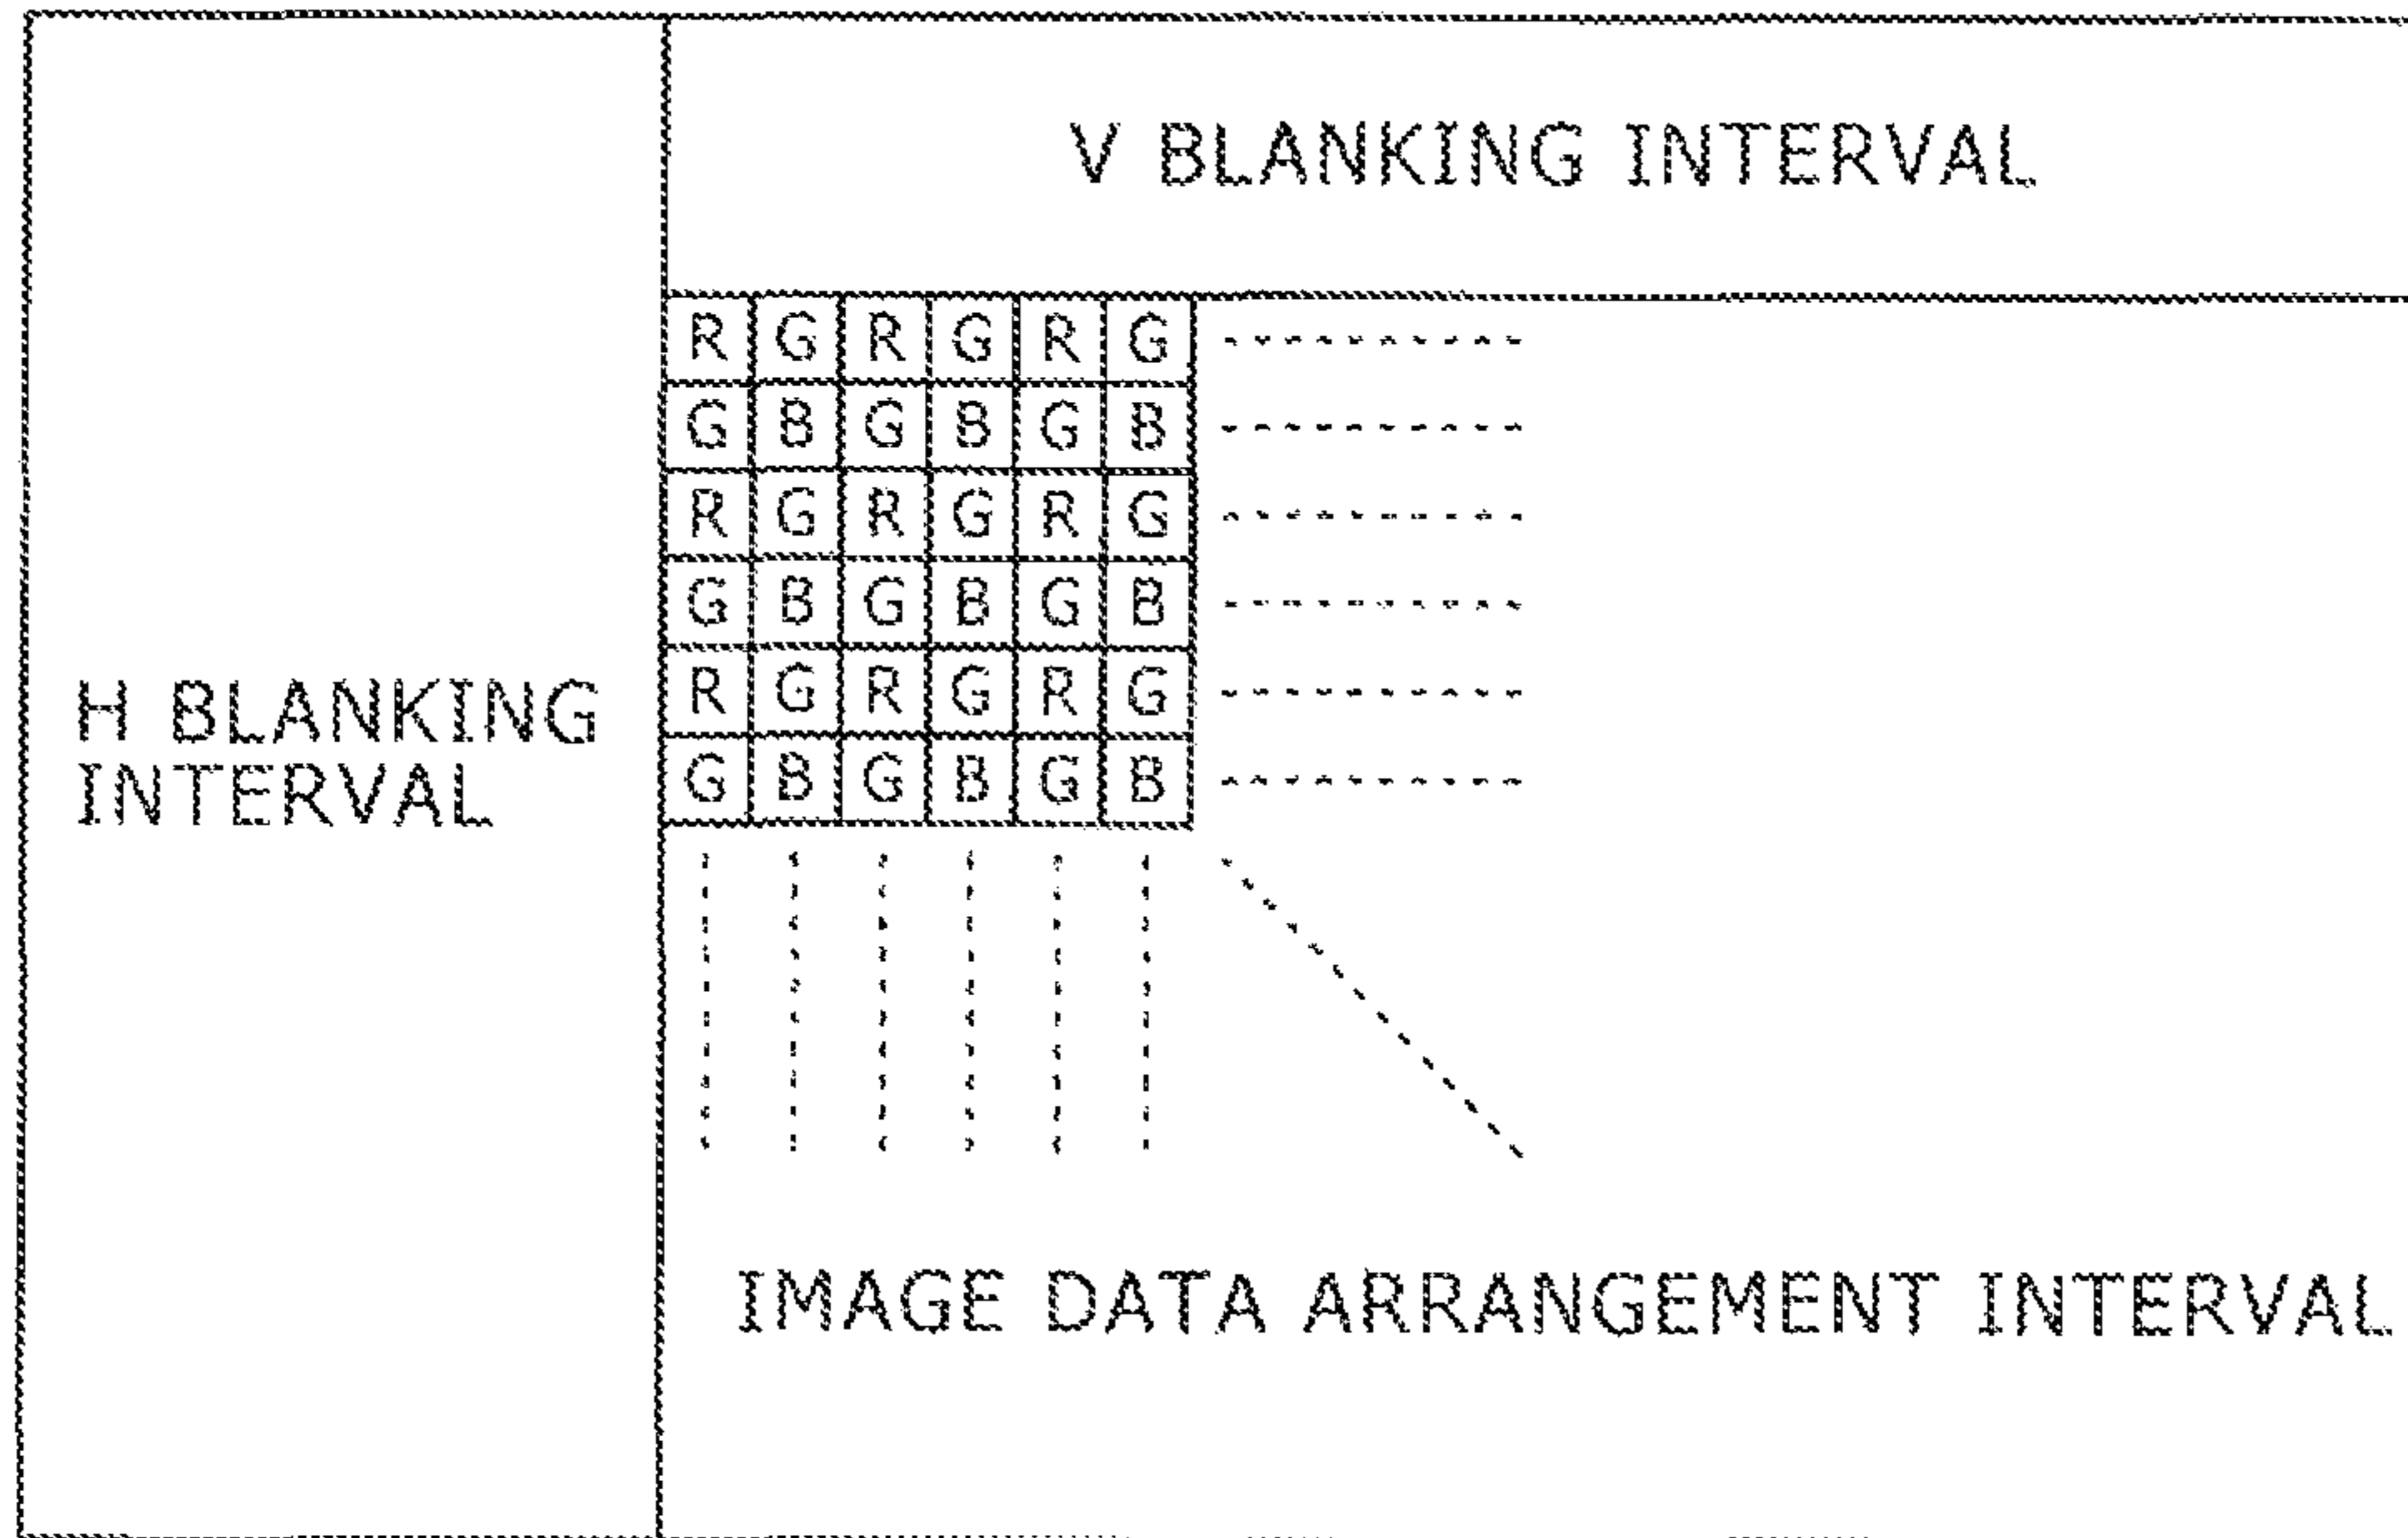 V BLANKING INTERVAL
R G R G R G
G B G B G B
R G R G R G
G B G B G B
R G R G R G
G B G B G B
H BLANKING
INTERVAL
IMAGE DATA ARRANGEMENT INTERVAL